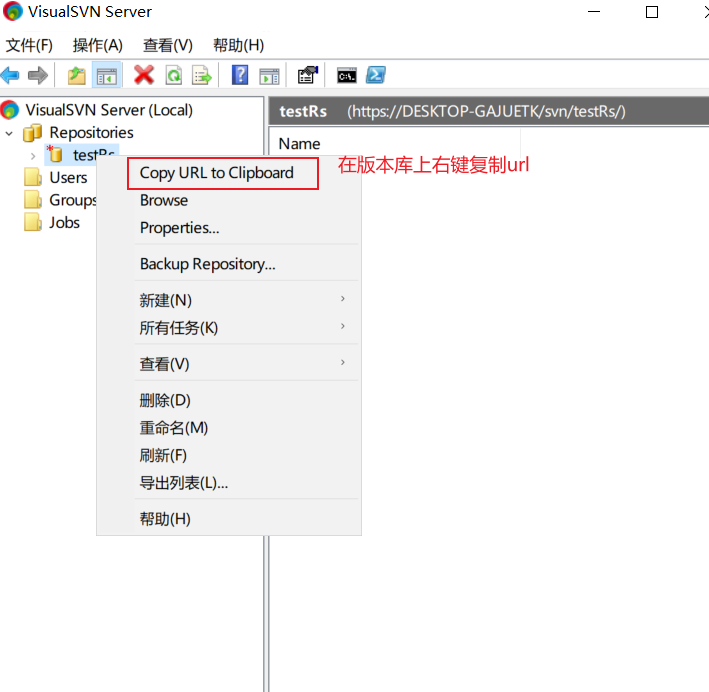 VisualSVN Server
文件(F) 操作(A) 查看(V) 帮助(H)
VisualSVN Server (Local)
Repositories
testRs
Users
Groups
Jobs
testRs (https://DESKTOP-GAJUETK/svn/testRs/)
Name
Copy URL to Clipboard
在版本库上右键复制url
Browse
Properties...
Backup Repository...
新建(N)
所有任务(K)
查看(V)
删除(D)
重命名(M)
刷新(F)
导出列表(L)...
帮助(H)